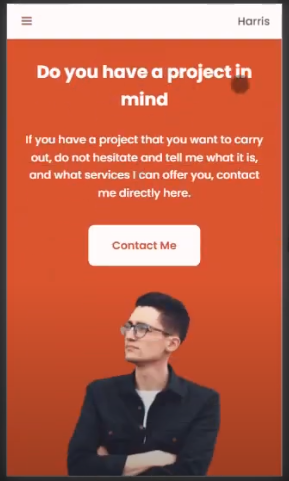 Harris
Do you have a project in
mind
If you have a project that you want to carry
out, do not hesitate and tell me what it is,
and what services I can offer you, contact
me directly here.
Contact Me